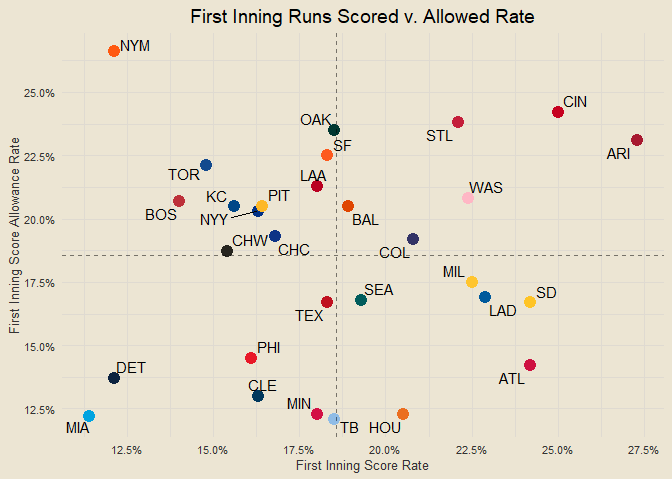 First Inning Runs Scored v. Allowed Rate
NYM
25.0%
CIN
OAK
STL
SF
ARI
22.5%
TOR
LAA
WAS
KC
PIT
BOS
NYY
BAL
20.0%
CHW
CHC
COL
First Inning Score Allowance Rate
17.5%
MIL
SEA
SD
TEX
LAD
15.0%
PHI
DET
CLE
ATL
12.5%
MIN
MIA
TB
HOU
12.5%
15.0%
17.5%
20.0%
22.5%
25.0%
27.5%
First Inning Score Rate